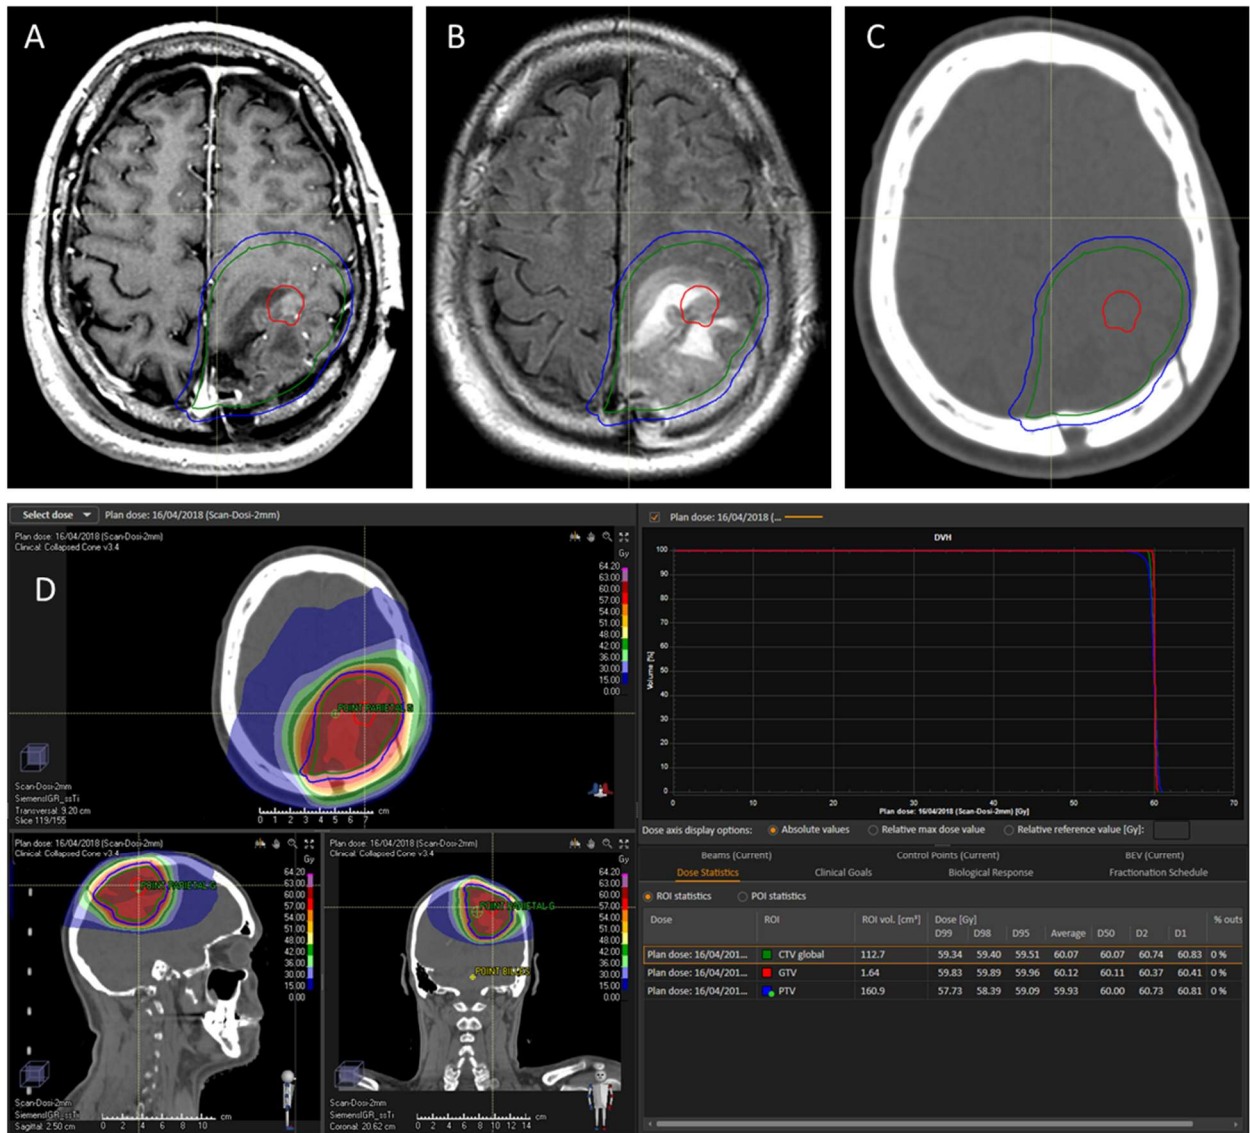 A
B
C
Select dose Plan dose: 16/04/2018 (Scan-Dosi-2mm)
Plan dose: 16/04/2018 (Scan-Dosi-2mm)
Clinical: Collapsed Cone v3.4
D
Gy
64.20
63.00
60.00
57.00
54.00
51.00
48.00
42.00
36.00
30.00
15.00
0.00
POINT PARIETAL G
Scan-Dosi-2mm
SiemensIGR_ssTi
Transversal: 9.20 cm
Slice 119/155
0 1 2 3 4 5 6 7 cm
Plan dose: 16/04/2018 (Scan-Dosi-2mm)
Clinical: Collapsed Cone v3.4
Gy
64.20
63.00
60.00
57.00
54.00
51.00
48.00
42.00
36.00
30.00
15.00
0.00
POINT PARIETAL G
Scan-Dosi-2mm
SiemensIGR_ssTi
Sagittal: 2.50 cm
0 2 4 6 8 10 cm
Plan dose: 16/04/2018 (Scan-Dosi-2mm)
Clinical: Collapsed Cone v3.4
Gy
64.20
63.00
60.00
57.00
54.00
51.00
48.00
42.00
36.00
30.00
15.00
0.00
POINT PARIETAL G
Scan-Dosi-2mm
SiemensIGR_ssTi
Coronal: 20.62 cm
0 2 4 6 8 10 12 14 cm
Plan dose: 16/04/2018 (...
DVH
Volume [%]
100
90
80
70
60
50
40
30
20
10
0
0 10 20 30 40 50 60 70
Plan dose: 16/04/2018 (Scan-Dosi-2mm) [Gy]
Dose axis display options: Absolute values Relative max dose value Relative reference value [Gy]:
Beams (Current) Control Points (Current) BEV (Current)
Dose Statistics Clinical Goals Biological Response Fractionation Schedule
ROI statistics POI statistics
Dose ROI ROI vol. [cm³] Dose [Gy] % outs
D99 D98 D95 Average D50 D2 D1
Plan dose: 16/04/201... CTV global 112.7 59.34 59.40 59.51 60.07 60.07 60.74 60.83 0 %
Plan dose: 16/04/201... GTV 1.64 59.83 59.89 59.96 60.12 60.11 60.37 60.41 0 %
Plan dose: 16/04/201... PTV 160.9 57.73 58.39 59.09 59.93 60.00 60.73 60.81 0 %